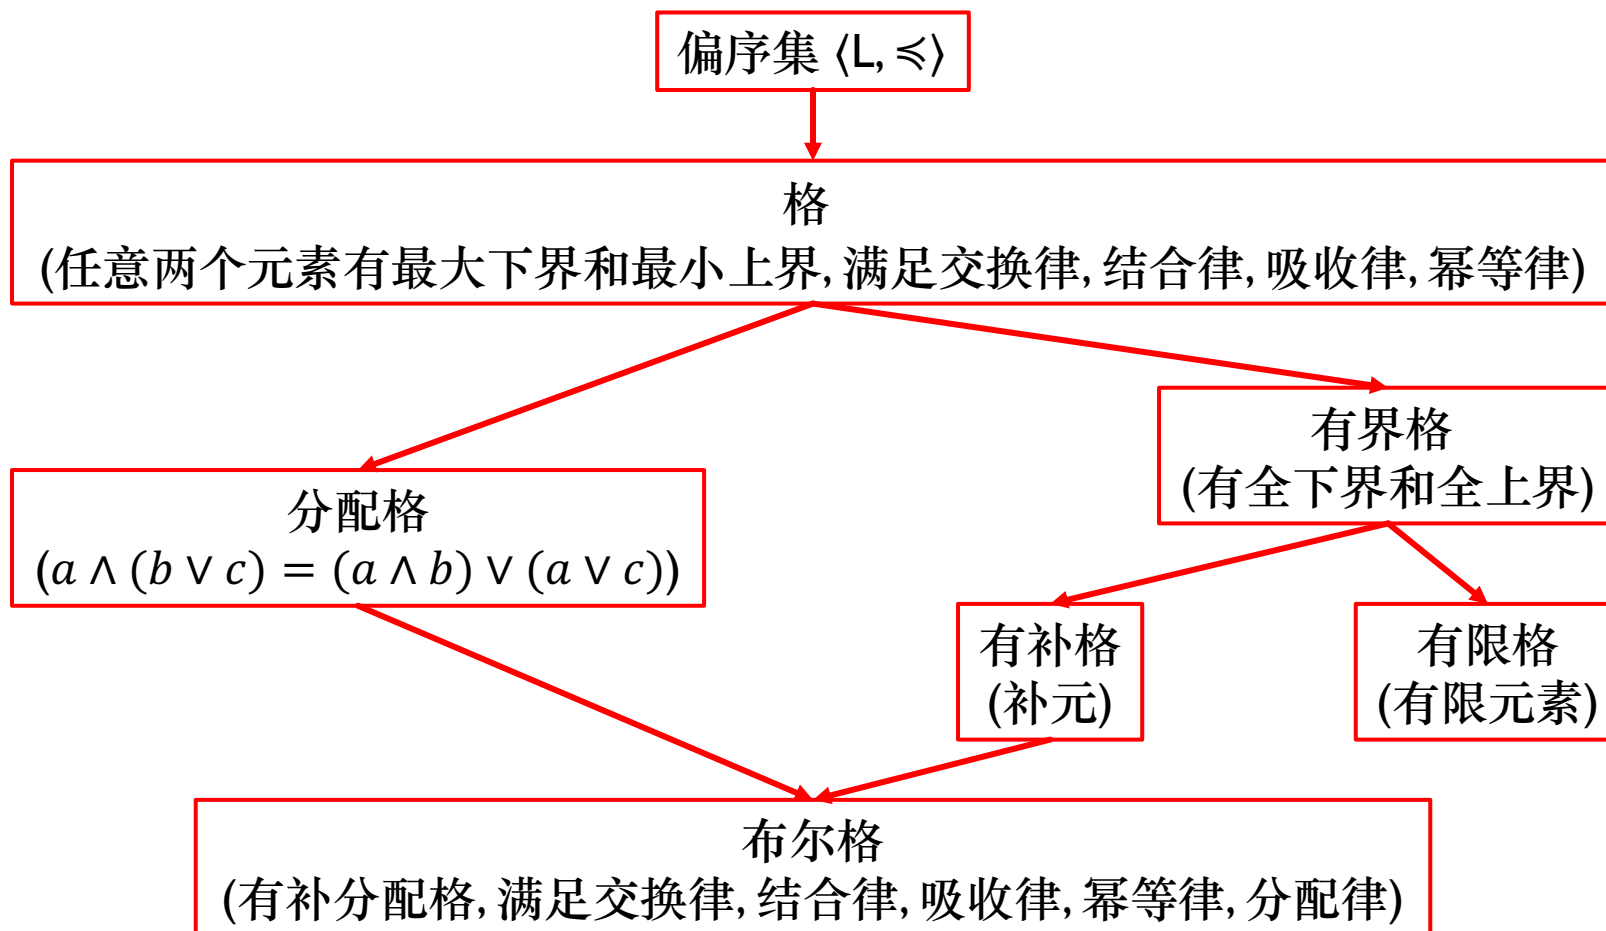 偏序集 ⟨L, ≼⟩
格
(任意两个元素有最大下界和最小上界, 满足交换律, 结合律, 吸收律, 幂等律)
有界格
(有全下界和全上界)
分配格
(a ∧ (b ∨ c) = (a ∧ b) ∨ (a ∨ c))
有补格
(补元)
有限格
(有限元素)
布尔格
(有补分配格, 满足交换律, 结合律, 吸收律, 幂等律, 分配律)